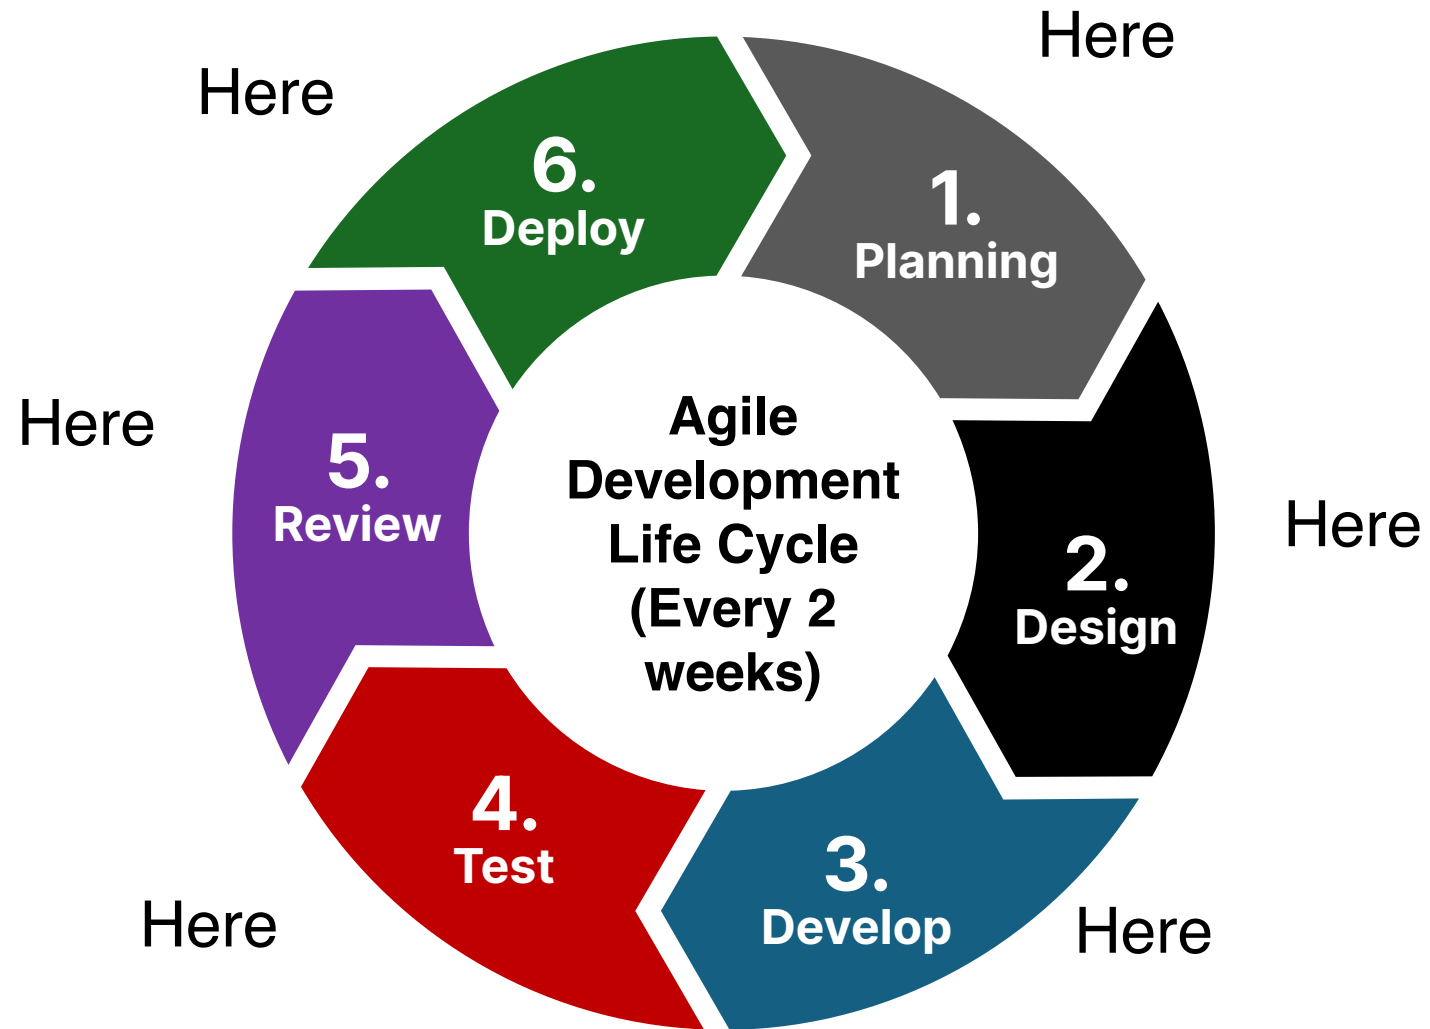 Here
Here
6.
Deploy
1.
Planning
Here
5.
Review
Agile
Development
Life Cycle
(Every 2
weeks)
Here
2.
Design
4.
Test
3.
Develop
Here
Here